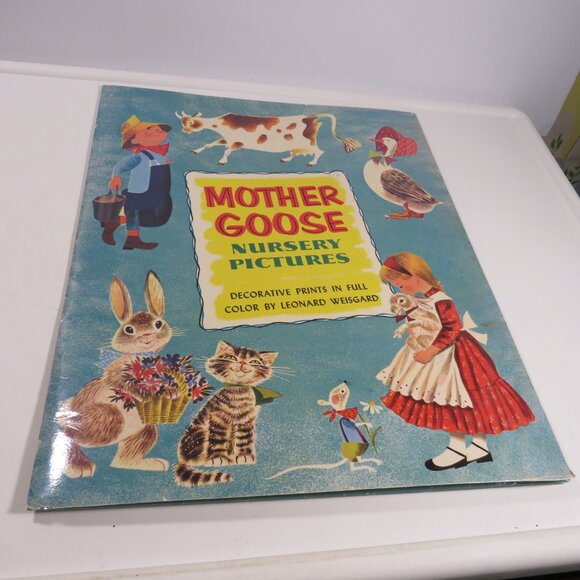 MOTHER
GOOSE
NURSERY
PICTURES
DECORATIVE PRINTS IN FULL
COLOR BY LEONARD WEISGARD